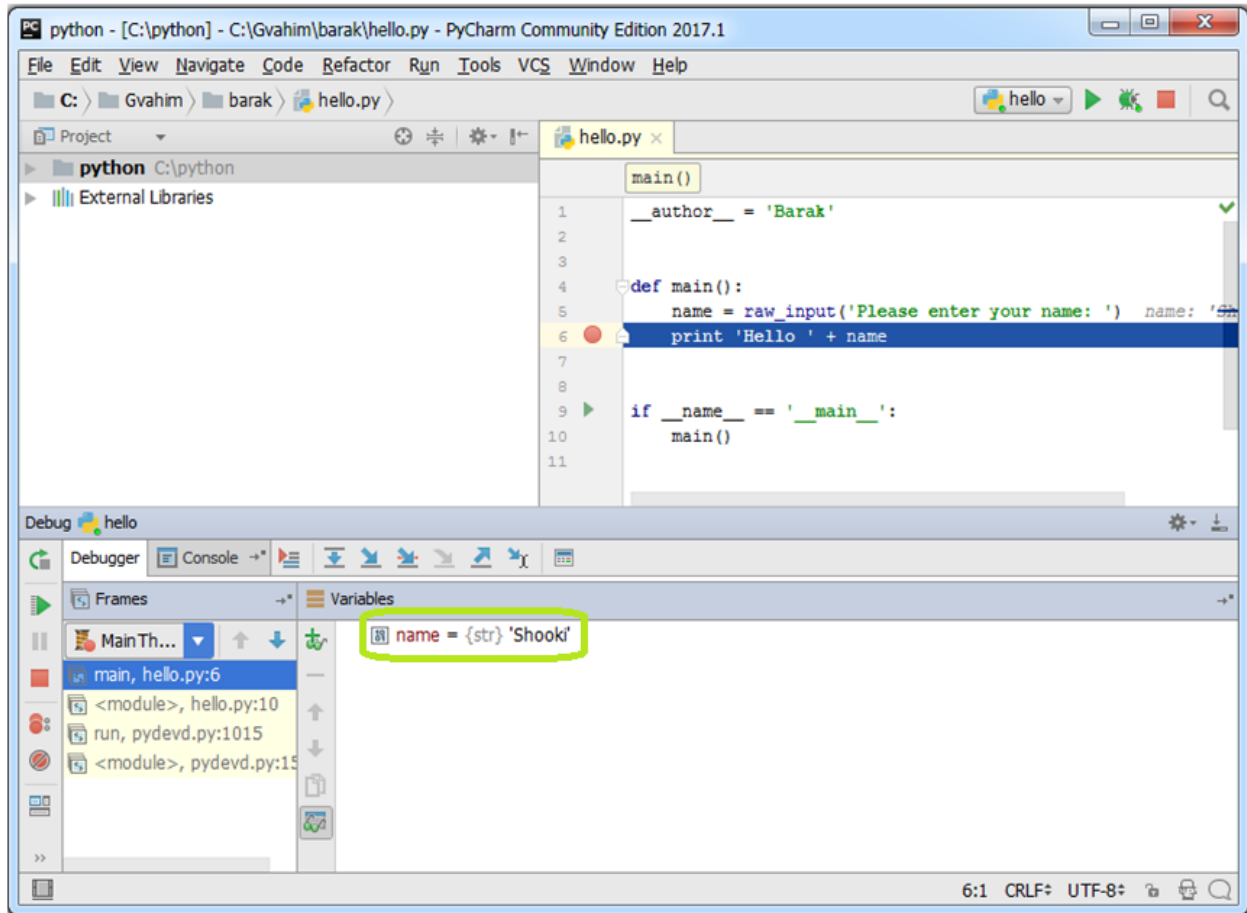 python - [C:\python] - C:\Gvahim\barak\hello.py - PyCharm Community Edition 2017.1
File Edit View Navigate Code Refactor Run Tools VCS Window Help
C: Gvahim barak hello.py
hello
Project
hello.py
python C:\python
External Libraries
main()
1 __author__ = 'Barak'
2
3
4 def main():
5 name = raw_input('Please enter your name: ') name: 'Sh
6 print 'Hello ' + name
7
8
9 if __name__ == '__main__':
10 main()
11
Debug hello
Debugger Console
Frames
Variables
MainTh...
name = {str} 'Shooki'
main, hello.py:6
<module>, hello.py:10
run, pydevd.py:1015
<module>, pydevd.py:15
6:1 CRLF UTF-8